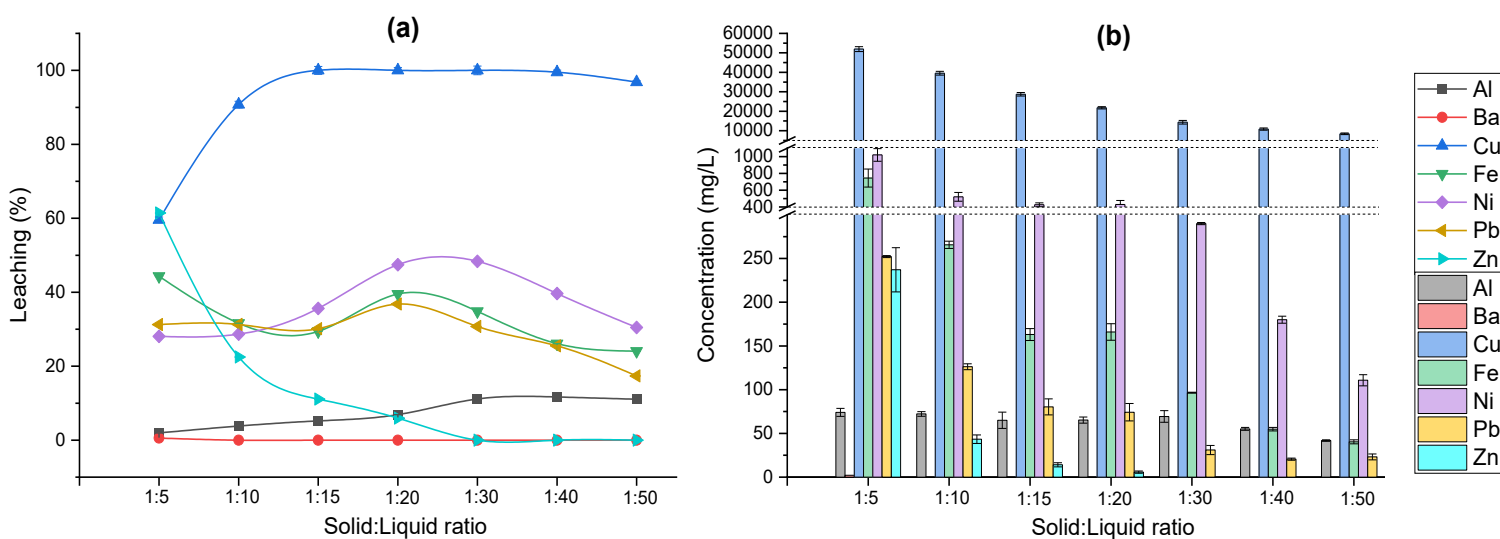 (a)
Leaching (%)
100
80
60
40
20
0
1:5 1:10 1:15 1:20 1:30 1:40 1:50
Solid:Liquid ratio
(b)
Concentration (mg/L)
60000
50000
40000
30000
20000
10000
1000
800
600
400
250
200
150
100
50
0
1:5 1:10 1:15 1:20 1:30 1:40 1:50
Solid:Liquid ratio
Al
Ba
Cu
Fe
Ni
Pb
Zn
Al
Ba
Cu
Fe
Ni
Pb
Zn